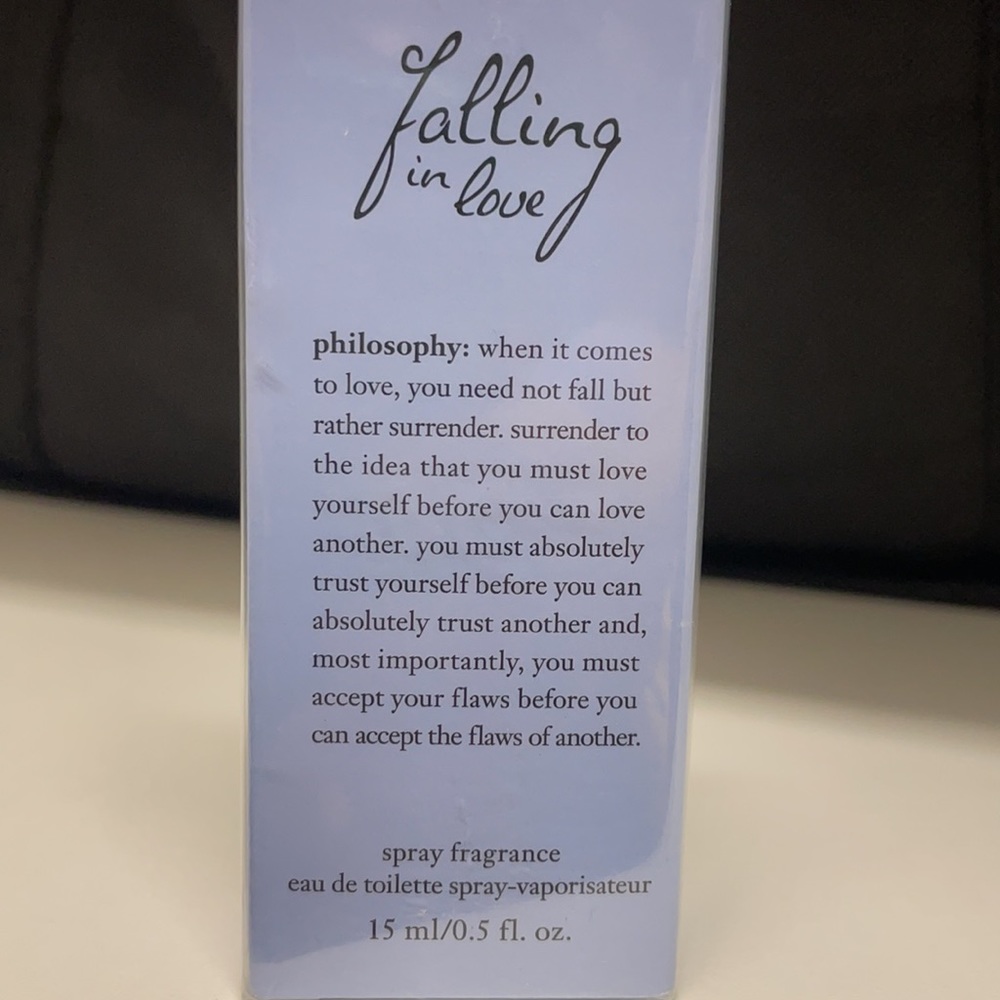 falling
in love
philosophy: when it comes
to love, you need not fall but
rather surrender. surrender to
the idea that you must love
yourself before you can love
another. you must absolutely
trust yourself before you can
absolutely trust another and,
most importantly, you must
accept your flaws before you
can accept the flaws of another.
spray fragrance
eau de toilette spray-vaporisateur
15 ml/0.5 fl. oz.